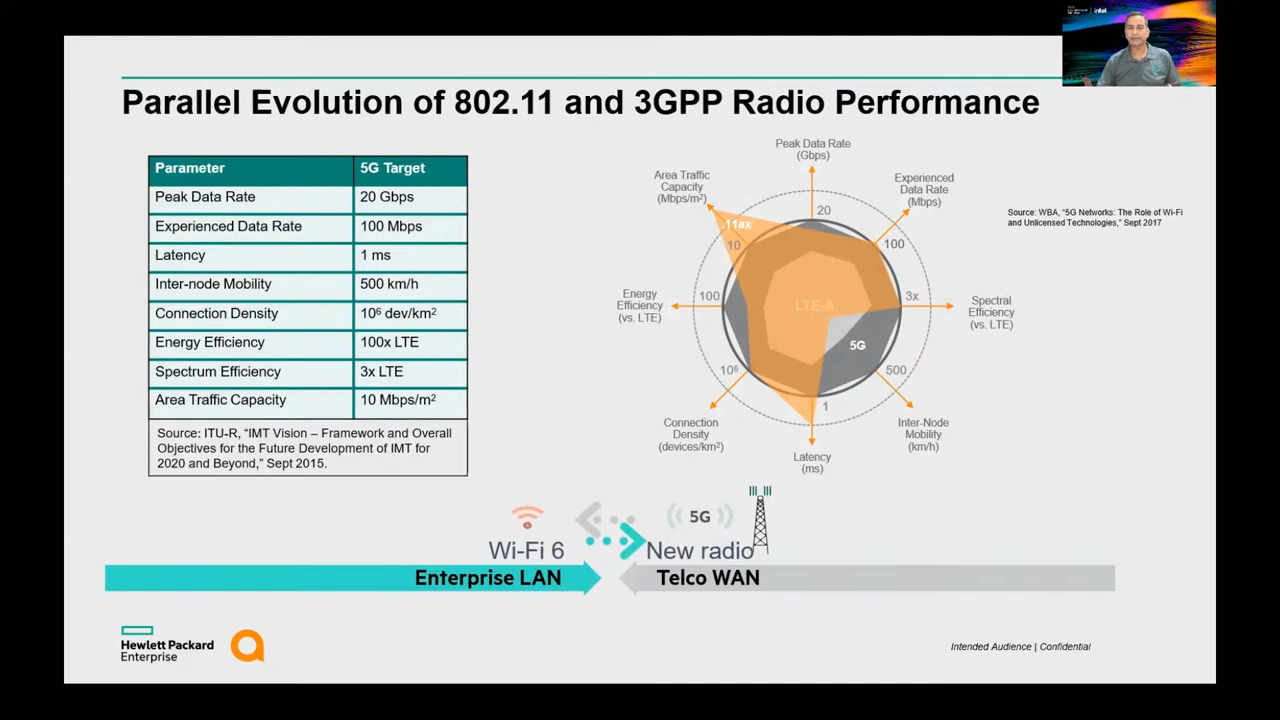 intel
Parallel Evolution of 802.11 and 3GPP Radio Performance
Parameter 5G Target
Peak Data Rate 20 Gbps
Experienced Data Rate 100 Mbps
Latency 1 ms
Inter-node Mobility 500 km/h
Connection Density 10⁶ dev/km²
Energy Efficiency 100x LTE
Spectrum Efficiency 3x LTE
Area Traffic Capacity 10 Mbps/m²
Source: ITU-R, “IMT Vision – Framework and Overall
Objectives for the Future Development of IMT for
2020 and Beyond,” Sept 2015.
Peak Data Rate
(Gbps)
Area Traffic
Capacity
(Mbps/m²)
Experienced
Data Rate
(Mbps)
Source: WBA, “5G Networks: The Role of Wi-Fi
and Unlicensed Technologies,” Sept 2017
.11ax
20
10
100
Energy
Efficiency
(vs. LTE)
100
LTE-A
3x
Spectral
Efficiency
(vs. LTE)
5G
10⁶
500
1
Connection
Density
(devices/km²)
Latency
(ms)
Inter-Node
Mobility
(km/h)
5G
Wi-Fi 6
New radio
Enterprise LAN
Telco WAN
Hewlett Packard
Enterprise
Intended Audience | Confidential